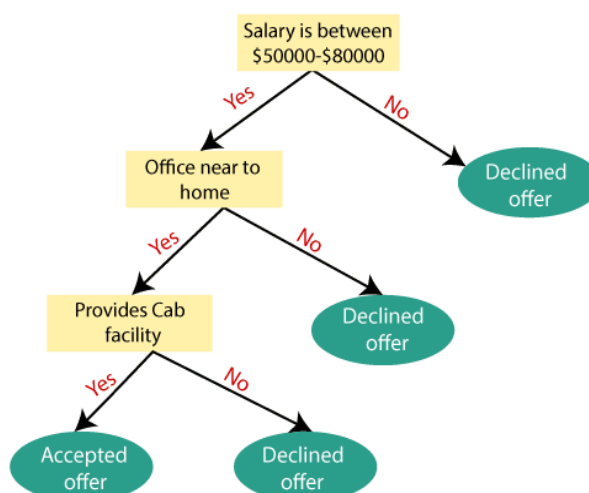 Salary is between
$50000-$80000
Yes
No
Office near to
home
Declined
offer
Yes
No
Provides Cab
facility
Declined
offer
Yes
No
Accepted
offer
Declined
offer